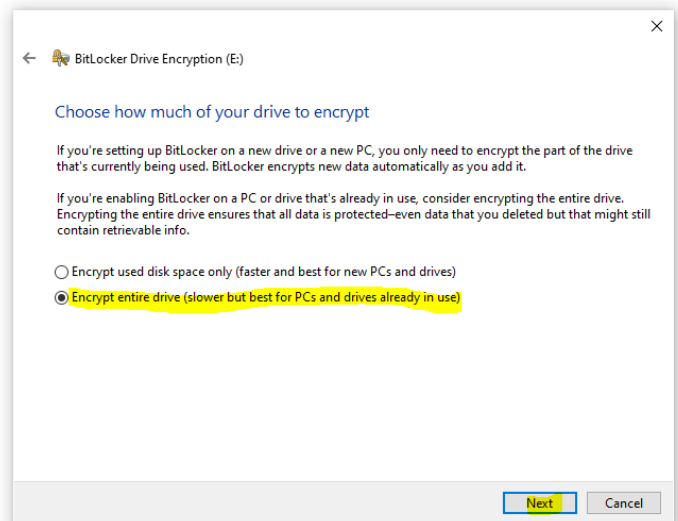 BitLocker Drive Encryption (E:)
Choose how much of your drive to encrypt
If you're setting up BitLocker on a new drive or a new PC, you only need to encrypt the part of the drive
that's currently being used. BitLocker encrypts new data automatically as you add it.
If you're enabling BitLocker on a PC or drive that's already in use, consider encrypting the entire drive.
Encrypting the entire drive ensures that all data is protected–even data that you deleted but that might still
contain retrievable info.
Encrypt used disk space only (faster and best for new PCs and drives)
Encrypt entire drive (slower but best for PCs and drives already in use)
Next Cancel